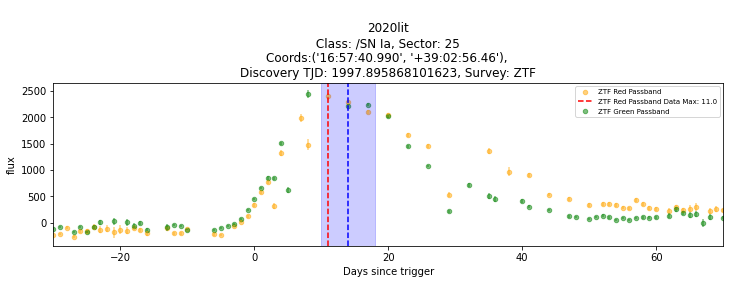 2020lit
Class: /SN Ia, Sector: 25
Coords:('16:57:40.990', '+39:02:56.46'),
Discovery TJD: 1997.895868101623, Survey: ZTF
ZTF Red Passband
ZTF Red Passband Data Max: 11.0
ZTF Green Passband
flux
2500
2000
1500
1000
500
0
−20
0
20
40
60
Days since trigger